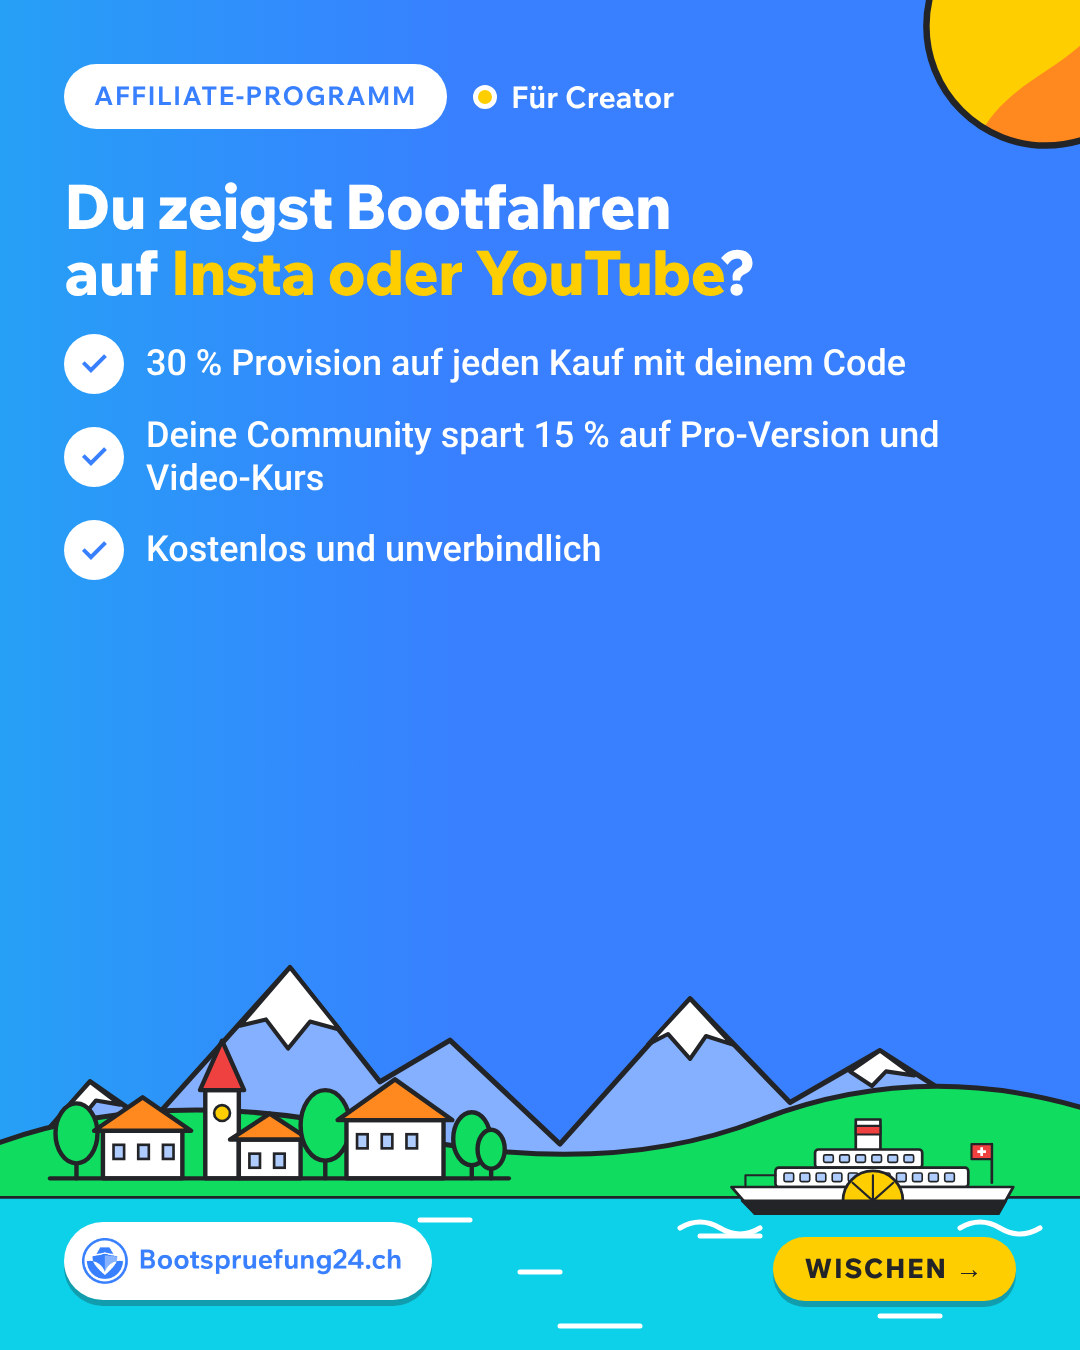 AFFILIATE-PROGRAMM
Für Creator
Du zeigst Bootfahren
auf Insta oder YouTube?
30 % Provision auf jeden Kauf mit deinem Code
Deine Community spart 15 % auf Pro-Version und
Video-Kurs
Kostenlos und unverbindlich
Bootspruefung24.ch
WISCHEN →